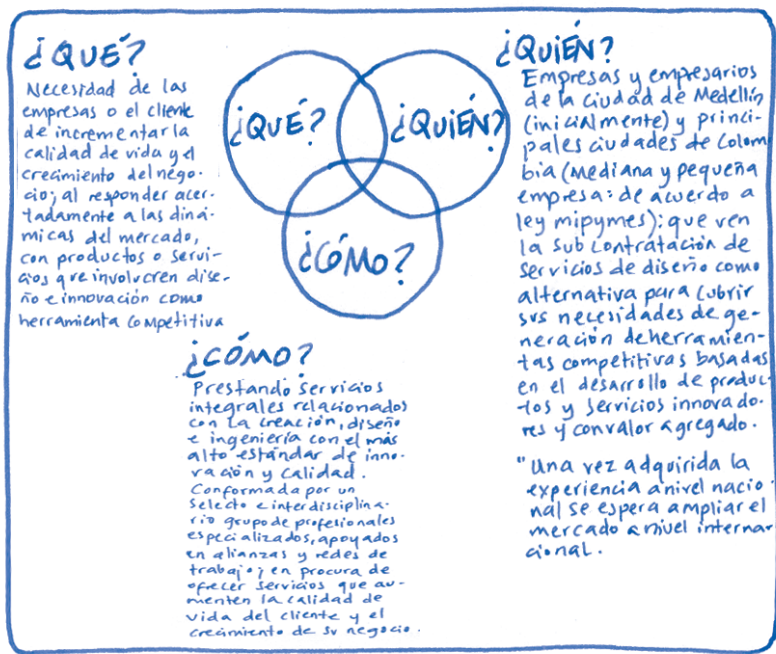 ¿QUÉ?
Necesidad de las
empresas o el cliente
de incrementar la
calidad de vida y el
crecimiento del nego-
cio; al responder acer-
tadamente a las diná-
micas del mercado,
con productos o servi-
cios que involucren dise-
ño e innovación como
herramienta competitiva
¿QUÉ?
¿QUIÉN?
¿CÓMO?
¿QUIÉN?
Empresas y empresarios
de la ciudad de Medellín
(inicialmente) y princi-
pales ciudades de Colom
bia (Mediana y pequeña
empresa: de acuerdo a
ley mipymes); que ven
la sub contratación de
servicios de diseño como
alternativa para cubrir
sus necesidades de ge-
neración de herramien-
tas competitivas basadas
en el desarrollo de produc-
tos y servicios innovado-
res y con valor agregado.
"Una vez adquirida la
experiencia a nivel nacio
nal se espera ampliar el
mercado a nivel interna-
cional.
¿CÓMO?
Prestando servicios
integrales relacionados
con la creación, diseño
e ingeniería con el más
alto estándar de inno-
vación y calidad.
Conformada por un
selecto e interdisciplina-
rio grupo de profesionales
especializados, apoyados
en alianzas y redes de
trabajo; en procura de
ofrecer servicios que au-
menten la calidad de
vida del cliente y el
crecimiento de su negocio.